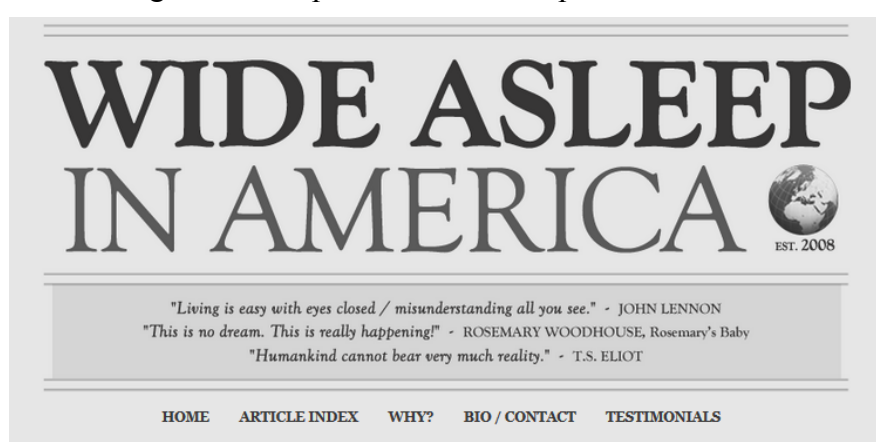 WIDE ASLEEP
IN AMERICA
EST. 2008
"Living is easy with eyes closed / misunderstanding all you see." - JOHN LENNON
"This is no dream. This is really happening!" - ROSEMARY WOODHOUSE, Rosemary's Baby
"Humankind cannot bear very much reality." - T.S. ELIOT
HOME ARTICLE INDEX WHY? BIO / CONTACT TESTIMONIALS